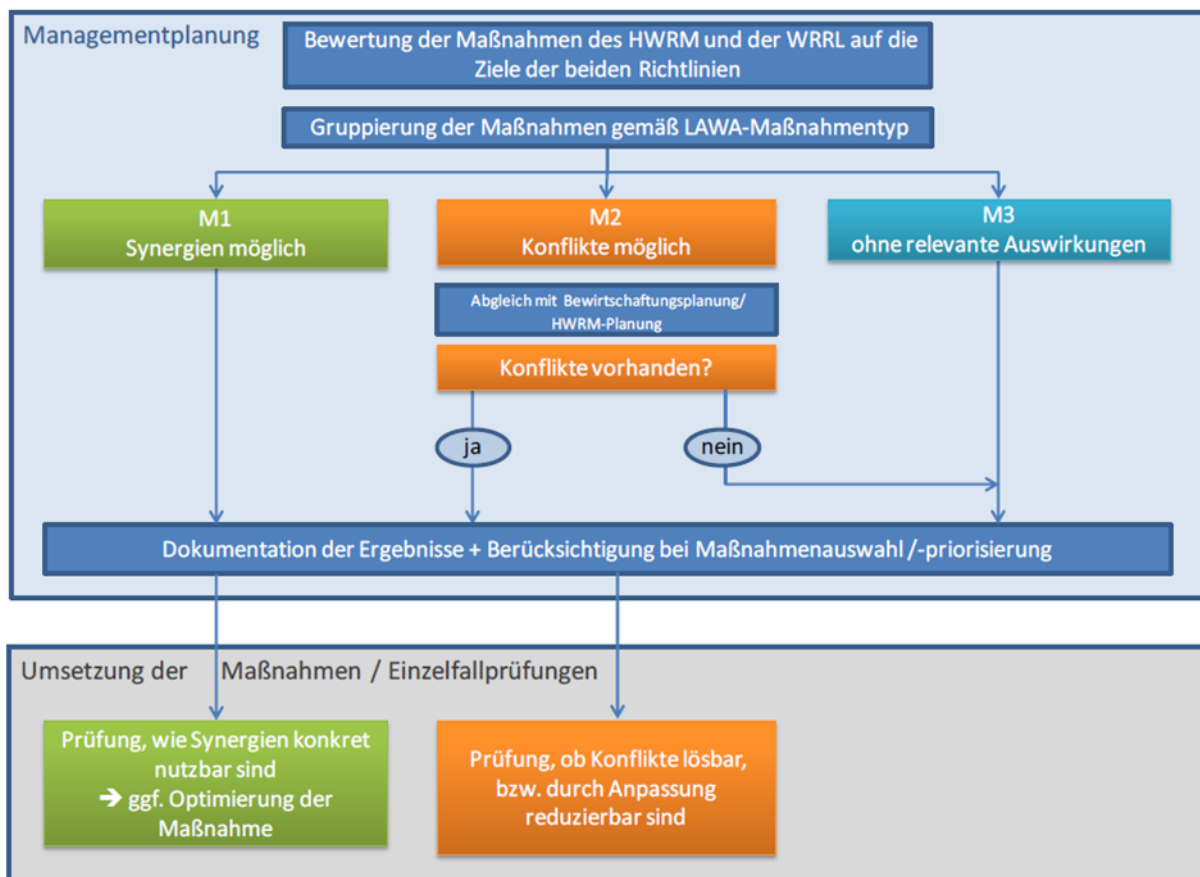 Managementplanung
Bewertung der Maßnahmen des HWRM und der WRRL auf die
Ziele der beiden Richtlinien
Gruppierung der Maßnahmen gemäß LAWA-Maßnahmentyp
M1
Synergien möglich
M2
Konflikte möglich
M3
ohne relevante Auswirkungen
Abgleich mit Bewirtschaftungsplanung/
HWRM-Planung
Konflikte vorhanden?
ja
nein
Dokumentation der Ergebnisse + Berücksichtigung bei Maßnahmenauswahl /-priorisierung
Umsetzung der Maßnahmen / Einzelfallprüfungen
Prüfung, wie Synergien konkret
nutzbar sind
➔ ggf. Optimierung der
Maßnahme
Prüfung, ob Konflikte lösbar,
bzw. durch Anpassung
reduzierbar sind